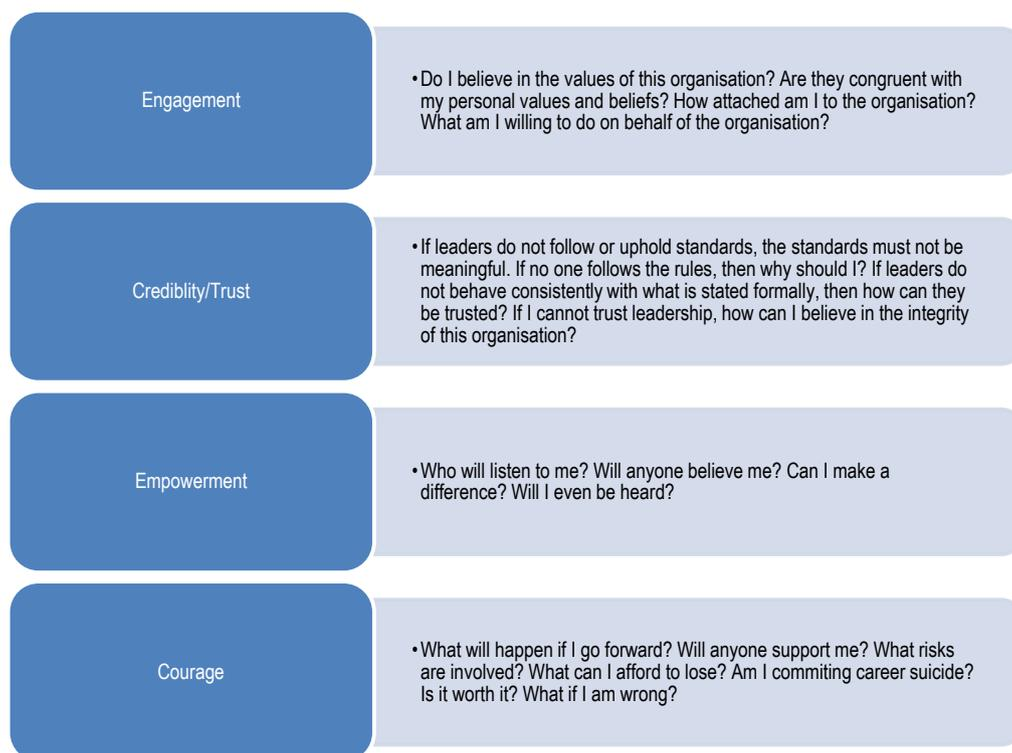 Engagement
•Do I believe in the values of this organisation? Are they congruent with
my personal values and beliefs? How attached am I to the organisation?
What am I willing to do on behalf of the organisation?
Crediblity/Trust
•If leaders do not follow or uphold standards, the standards must not be
meaningful. If no one follows the rules, then why should I? If leaders do
not behave consistently with what is stated formally, then how can they
be trusted? If I cannot trust leadership, how can I believe in the integrity
of this organisation?
Empowerment
•Who will listen to me? Will anyone believe me? Can I make a
difference? Will I even be heard?
Courage
•What will happen if I go forward? Will anyone support me? What risks
are involved? What can I afford to lose? Am I commiting career suicide?
Is it worth it? What if I am wrong?